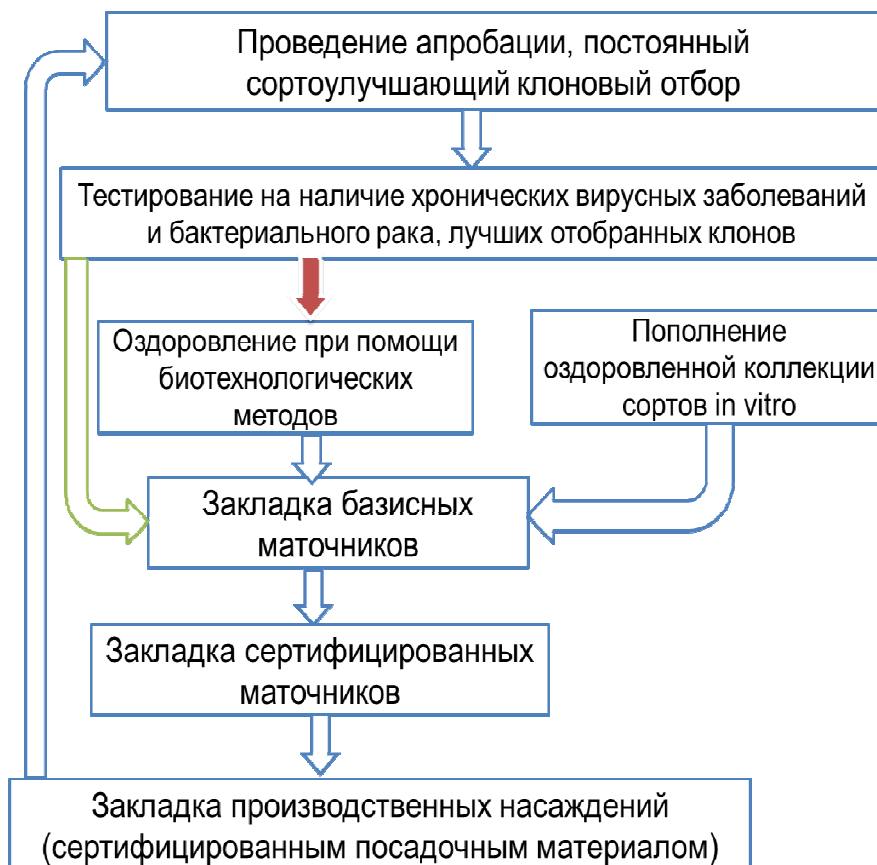 Проведение апробации, постоянный
сортоулучшающий клоновый отбор
Тестирование на наличие хронических вирусных заболеваний
и бактериального рака, лучших отобранных клонов
Оздоровление при помощи
биотехнологических
методов
Пополнение
оздоровленной коллекции
сортов in vitro
Закладка базисных
маточников
Закладка сертифицированных
маточников
Закладка производственных насаждений
(сертифицированным посадочным материалом)